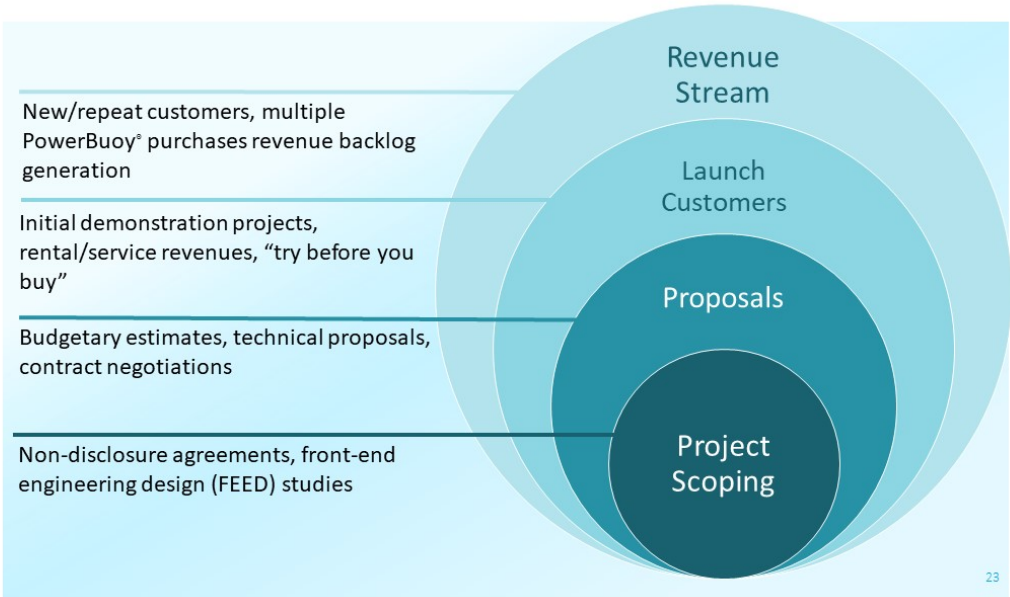 Revenue
Stream
New/repeat customers, multiple
PowerBuoy® purchases revenue backlog
generation
Launch
Customers
Initial demonstration projects,
rental/service revenues, “try before you
buy”
Proposals
Budgetary estimates, technical proposals,
contract negotiations
Project
Scoping
Non-disclosure agreements, front-end
engineering design (FEED) studies
23